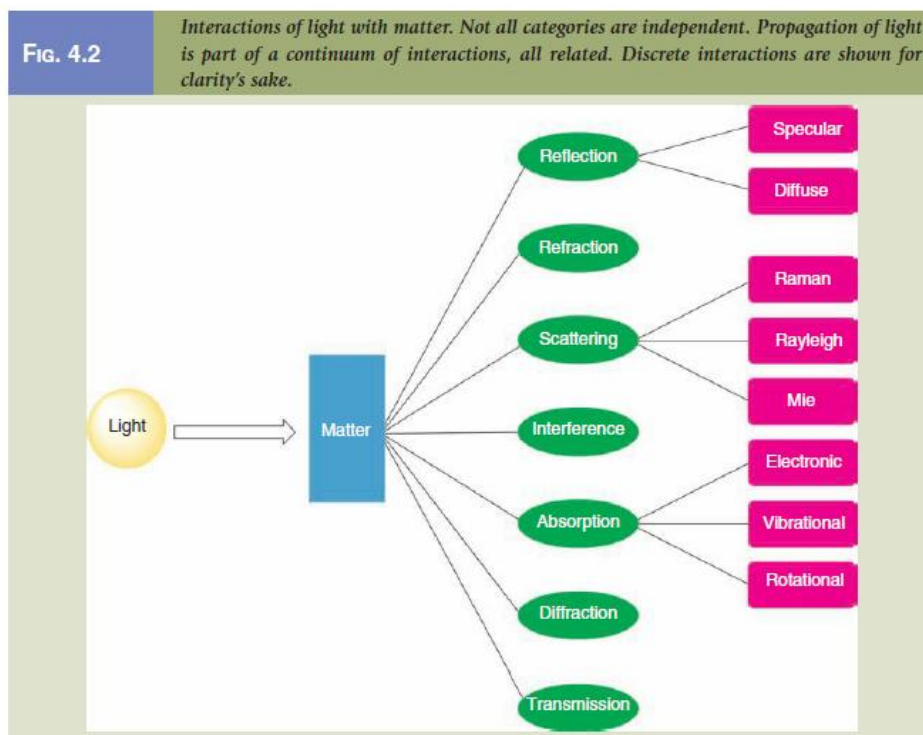 FIG. 4.2
Interactions of light with matter. Not all categories are independent. Propagation of light
is part of a continuum of interactions, all related. Discrete interactions are shown for
clarity's sake.
Light
Matter
Reflection
Refraction
Scattering
Interference
Absorption
Diffraction
Transmission
Specular
Diffuse
Raman
Rayleigh
Mie
Electronic
Vibrational
Rotational